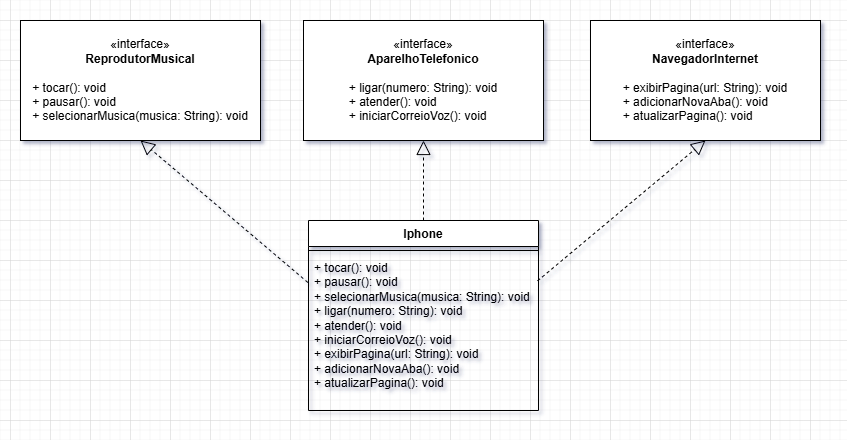 «interface»
ReprodutorMusical
+ tocar(): void
+ pausar(): void
+ selecionarMusica(musica: String): void
«interface»
AparelhoTelefonico
+ ligar(numero: String): void
+ atender(): void
+ iniciarCorreioVoz(): void
«interface»
NavegadorInternet
+ exibirPagina(url: String): void
+ adicionarNovaAba(): void
+ atualizarPagina(): void
Iphone
+ tocar(): void
+ pausar(): void
+ selecionarMusica(musica: String): void
+ ligar(numero: String): void
+ atender(): void
+ iniciarCorreioVoz(): void
+ exibirPagina(url: String): void
+ adicionarNovaAba(): void
+ atualizarPagina(): void